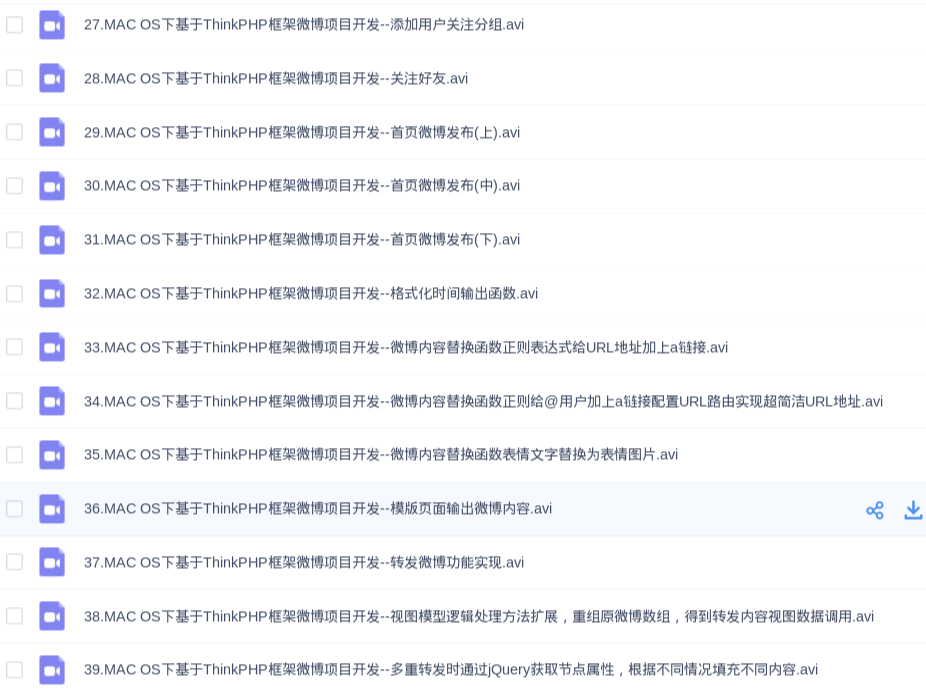 27.MAC OS下基于ThinkPHP框架微博项目开发--添加用户关注分组.avi
28.MAC OS下基于ThinkPHP框架微博项目开发--关注好友.avi
29.MAC OS下基于ThinkPHP框架微博项目开发--首页微博发布(上).avi
30.MAC OS下基于ThinkPHP框架微博项目开发--首页微博发布(中).avi
31.MAC OS下基于ThinkPHP框架微博项目开发--首页微博发布(下).avi
32.MAC OS下基于ThinkPHP框架微博项目开发--格式化时间输出函数.avi
33.MAC OS下基于ThinkPHP框架微博项目开发--微博内容替换函数正则表达式给URL地址加上a链接.avi
34.MAC OS下基于ThinkPHP框架微博项目开发--微博内容替换函数正则给@用户加上a链接配置URL路由实现超简洁URL地址.avi
35.MAC OS下基于ThinkPHP框架微博项目开发--微博内容替换函数表情文字替换为表情图片.avi
36.MAC OS下基于ThinkPHP框架微博项目开发--模版页面输出微博内容.avi
37.MAC OS下基于ThinkPHP框架微博项目开发--转发微博功能实现.avi
38.MAC OS下基于ThinkPHP框架微博项目开发--视图模型逻辑处理方法扩展，重组原微博数组，得到转发内容视图数据调用.avi
39.MAC OS下基于ThinkPHP框架微博项目开发--多重转发时通过jQuery获取节点属性，根据不同情况填充不同内容.avi